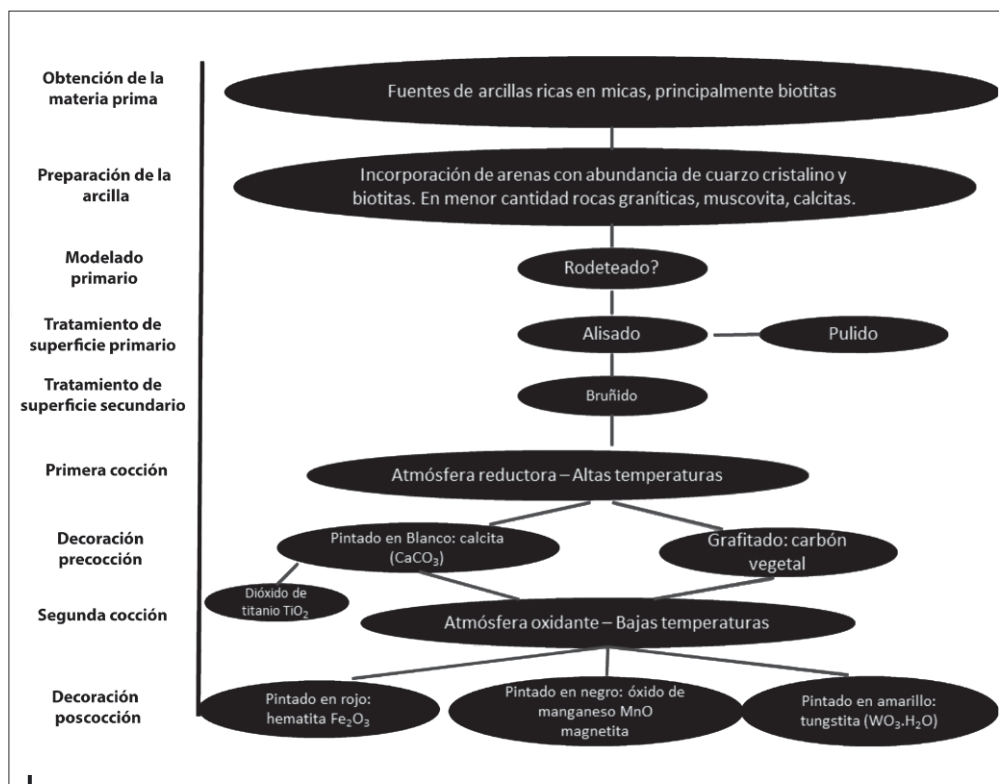 Obtención de la
materia prima
Fuentes de arcillas ricas en micas, principalmente biotitas
Preparación de la
arcilla
Incorporación de arenas con abundancia de cuarzo cristalino y
biotitas. En menor cantidad rocas graníticas, muscovita, calcitas.
Modelado
primario
Rodeteado?
Tratamiento de
superficie primario
Alisado
Pulido
Tratamiento de
superficie secundario
Bruñido
Primera cocción
Atmósfera reductora – Altas temperaturas
Decoración
precocción
Pintado en Blanco: calcita
(CaCO₃)
Grafitado: carbón
vegetal
Dióxido de
titanio TiO₂
Segunda cocción
Atmósfera oxidante – Bajas temperaturas
Decoración
poscocción
Pintado en rojo:
hematita Fe₂O₃
Pintado en negro: óxido de
manganeso MnO
magnetita
Pintado en amarillo:
tungstita (WO₃.H₂O)